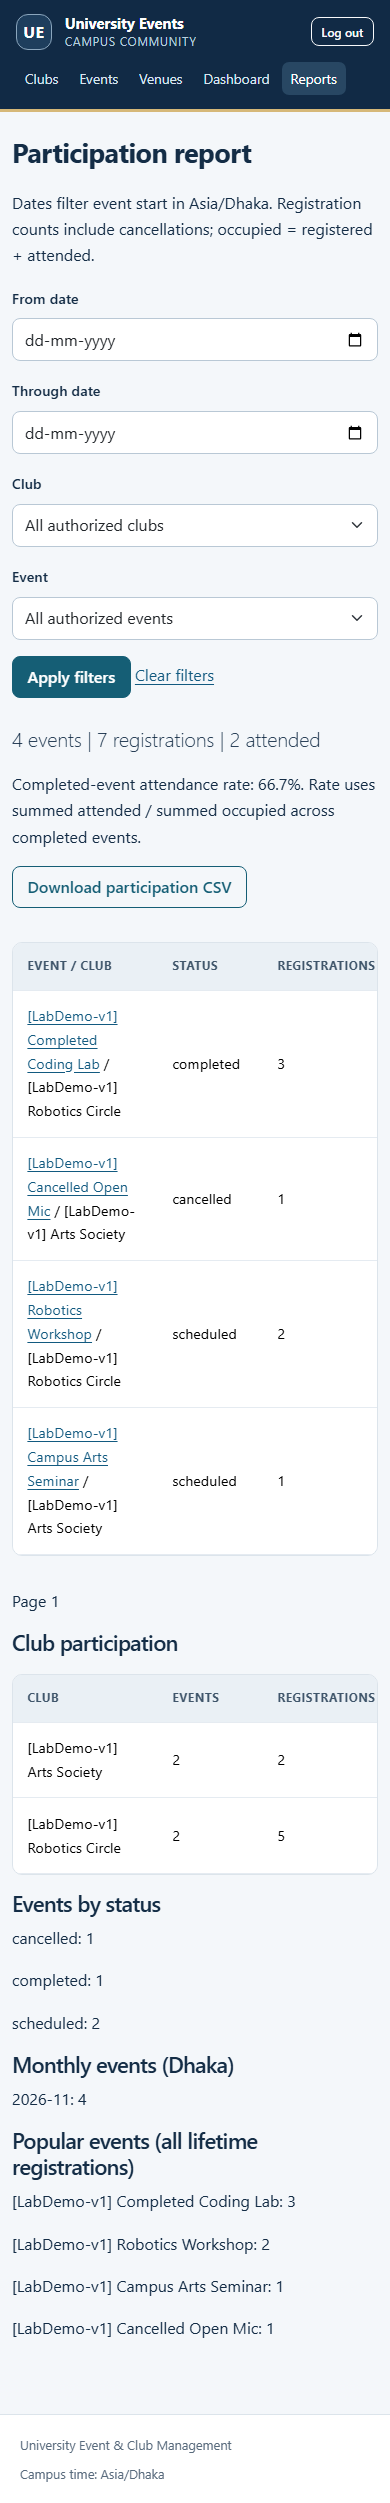 UE
University Events
CAMPUS COMMUNITY
Log out
Clubs Events Venues Dashboard Reports
Participation report
Dates filter event start in Asia/Dhaka. Registration
counts include cancellations; occupied = registered
+ attended.
From date
dd-mm-yyyy
Through date
dd-mm-yyyy
Club
All authorized clubs
Event
All authorized events
Apply filters Clear filters
4 events | 7 registrations | 2 attended
Completed-event attendance rate: 66.7%. Rate uses
summed attended / summed occupied across
completed events.
Download participation CSV
EVENT / CLUB STATUS REGISTRATIONS
[LabDemo-v1]
Completed
Coding Lab /
[LabDemo-v1]
Robotics Circle
completed 3
[LabDemo-v1]
Cancelled Open
Mic / [LabDemo-
v1] Arts Society
cancelled 1
[LabDemo-v1]
Robotics
Workshop /
[LabDemo-v1]
Robotics Circle
scheduled 2
[LabDemo-v1]
Campus Arts
Seminar /
[LabDemo-v1]
Arts Society
scheduled 1
Page 1
Club participation
CLUB EVENTS REGISTRATIONS
[LabDemo-v1]
Arts Society
2 2
[LabDemo-v1]
Robotics Circle
2 5
Events by status
cancelled: 1
completed: 1
scheduled: 2
Monthly events (Dhaka)
2026-11: 4
Popular events (all lifetime
registrations)
[LabDemo-v1] Completed Coding Lab: 3
[LabDemo-v1] Robotics Workshop: 2
[LabDemo-v1] Campus Arts Seminar: 1
[LabDemo-v1] Cancelled Open Mic: 1
University Event & Club Management
Campus time: Asia/Dhaka